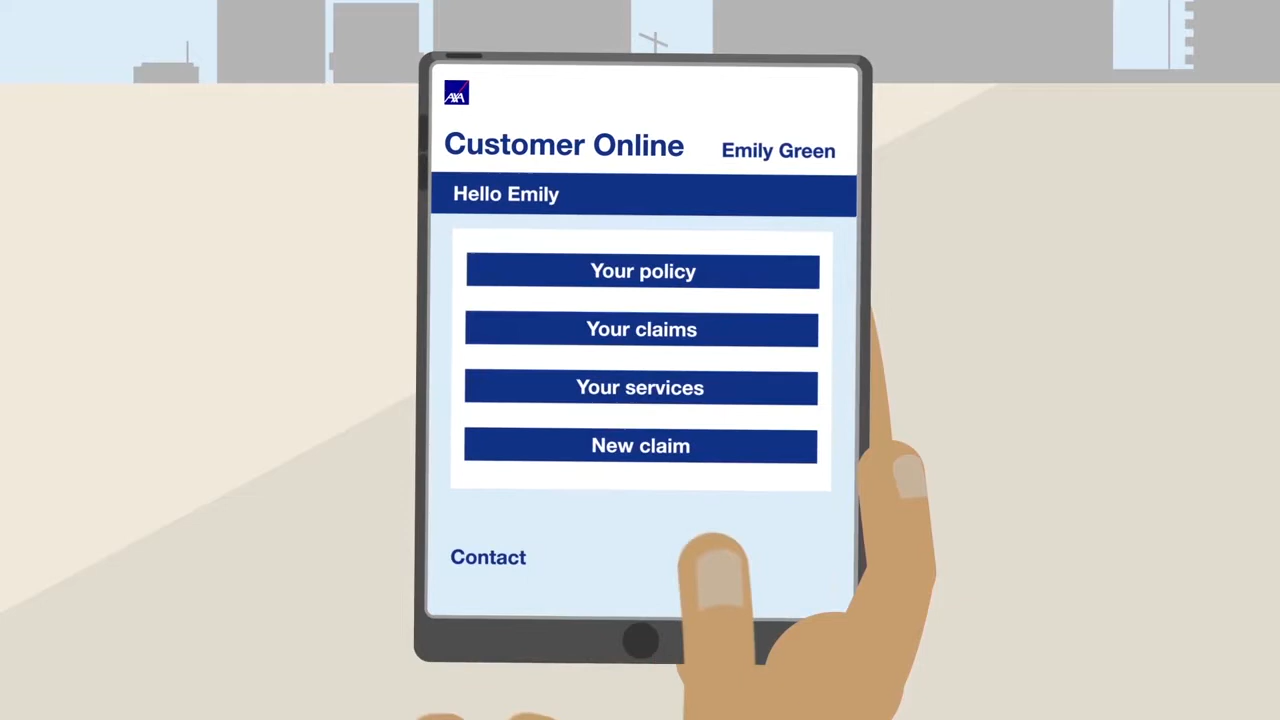 AXA
Customer Online
Emily Green
Hello Emily
Your policy
Your claims
Your services
New claim
Contact